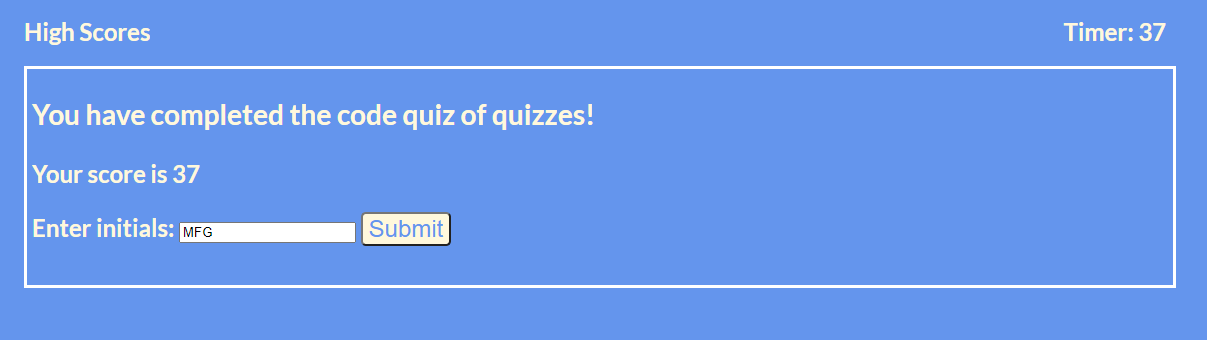 High Scores Timer: 37
You have completed the code quiz of quizzes!
Your score is 37
Enter initials: MFG Submit